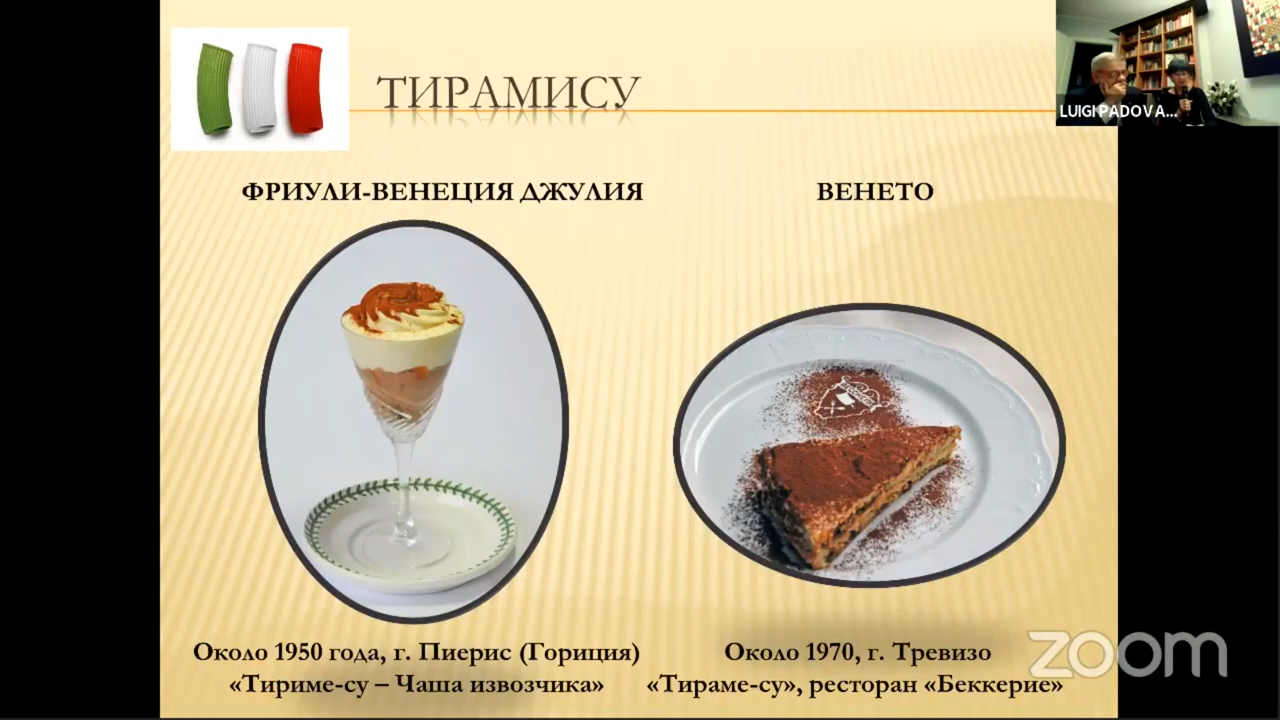 ТИРАМИСУ
LUIGI PADOVA...
ФРИУЛИ-ВЕНЕЦИЯ ДЖУЛИЯ
ВЕНЕТО
Около 1950 года, г. Пиерис (Гориция)
«Тириме-су – Чаша извозчика»
Около 1970, г. Тревизо
«Тираме-су», ресторан «Беккерие»
zoom